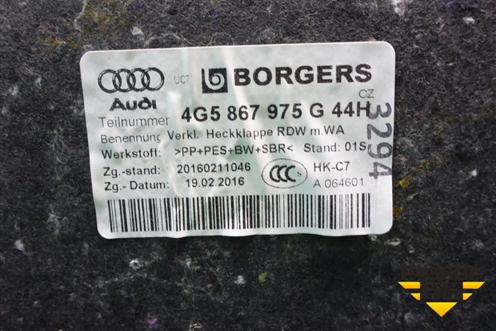 Audi UC7 BORGERS
CZ
Teilnummer 4G5 867 975 G 44H
Benennung Verkl. Heckklappe RDW m.WA
Werkstoff: >PP+PES+BW+SBR< Stand: 01S
Zg.-stand: 20160211046 CCC HK-C7
Zg.- Datum: 19.02.2016 A 064601
3294